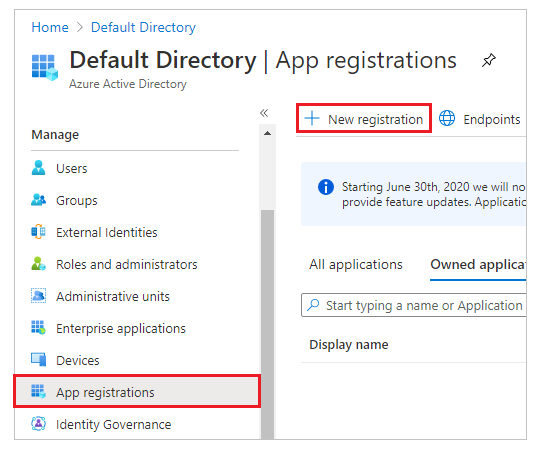 Home > Default Directory
Default Directory | App registrations
Azure Active Directory
«
Manage
Users
Groups
External Identities
Roles and administrators
Administrative units
Enterprise applications
Devices
App registrations
Identity Governance
+ New registration Endpoints
Starting June 30th, 2020 we will no
provide feature updates. Application
All applications Owned applicat
Start typing a name or Application
Display name